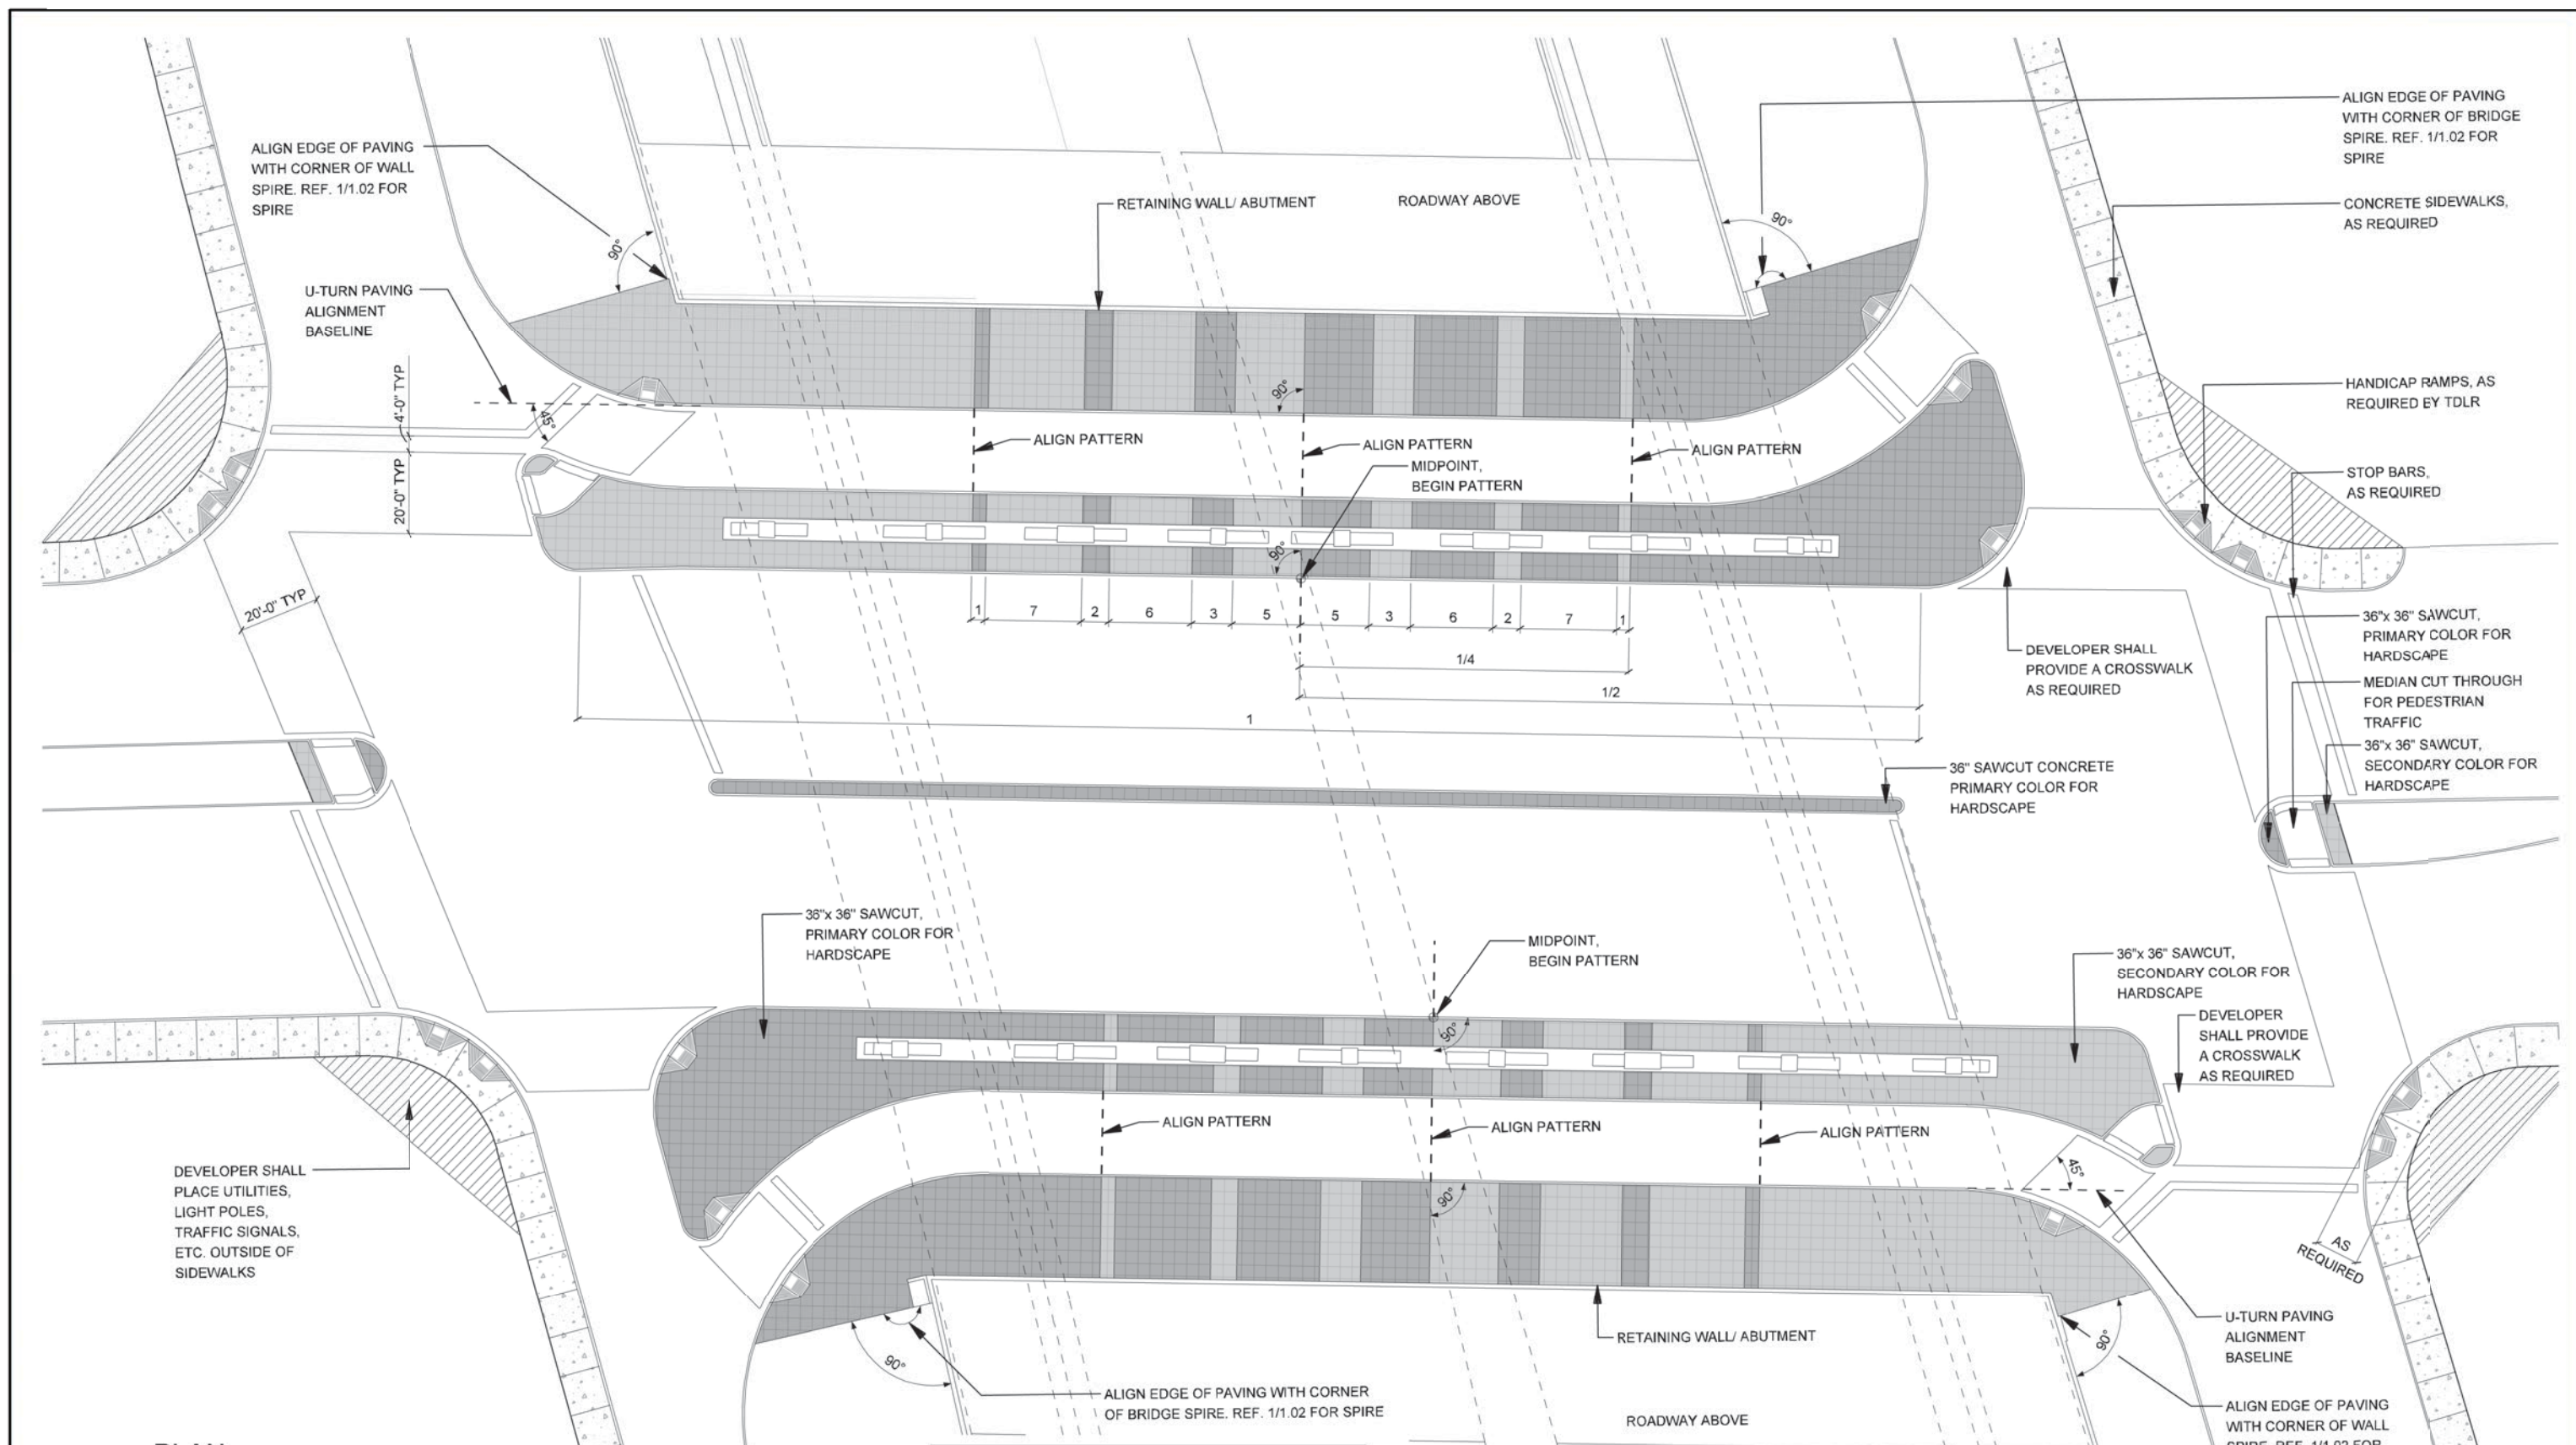 ALIGN EDGE OF PAVING
WITH CORNER OF WALL
SPIRE. REF. 1/1.02 FOR
SPIRE
U-TURN PAVING
ALIGNMENT
BASELINE
4'-0" TYP
20'-0" TYP
20'-0" TYP
90°
45°
RETAINING WALL/ ABUTMENT
ROADWAY ABOVE
90°
ALIGN EDGE OF PAVING
WITH CORNER OF BRIDGE
SPIRE. REF. 1/1.02 FOR
SPIRE
CONCRETE SIDEWALKS,
AS REQUIRED
HANDICAP RAMPS, AS
REQUIRED BY TDLR
STOP BARS,
AS REQUIRED
90°
ALIGN PATTERN
ALIGN PATTERN
ALIGN PATTERN
MIDPOINT,
BEGIN PATTERN
90°
1 7 2 6 3 5 5 3 6 2 7 1
1/4
1/2
1
DEVELOPER SHALL
PROVIDE A CROSSWALK
AS REQUIRED
36"x 36" SAWCUT,
PRIMARY COLOR FOR
HARDSCAPE
MEDIAN CUT THROUGH
FOR PEDESTRIAN
TRAFFIC
36"x 36" SAWCUT,
SECONDARY COLOR FOR
HARDSCAPE
36" SAWCUT CONCRETE
PRIMARY COLOR FOR
HARDSCAPE
36"x 36" SAWCUT,
PRIMARY COLOR FOR
HARDSCAPE
MIDPOINT,
BEGIN PATTERN
36"x 36" SAWCUT,
SECONDARY COLOR FOR
HARDSCAPE
DEVELOPER
SHALL PROVIDE
A CROSSWALK
AS REQUIRED
90°
ALIGN PATTERN
ALIGN PATTERN
ALIGN PATTERN
45°
90°
DEVELOPER SHALL
PLACE UTILITIES,
LIGHT POLES,
TRAFFIC SIGNALS,
ETC. OUTSIDE OF
SIDEWALKS
AS
REQUIRED
RETAINING WALL/ ABUTMENT
90°
U-TURN PAVING
ALIGNMENT
BASELINE
90°
ALIGN EDGE OF PAVING WITH CORNER
OF BRIDGE SPIRE. REF. 1/1.02 FOR SPIRE
ROADWAY ABOVE
ALIGN EDGE OF PAVING
WITH CORNER OF WALL
SPIRE. REF. 1/1.02 FOR